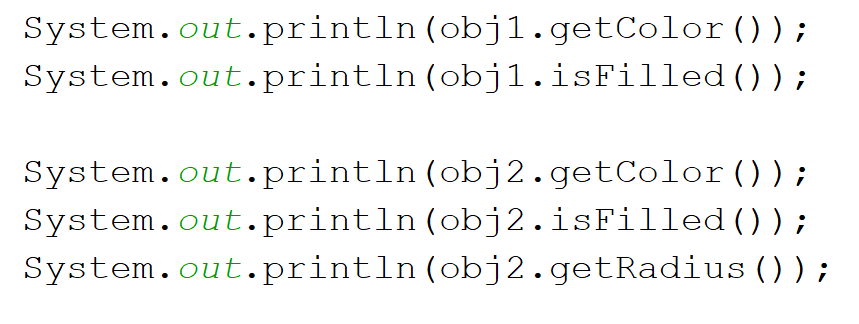 System.out.println(obj1.getColor());
System.out.println(obj1.isFilled());
System.out.println(obj2.getColor());
System.out.println(obj2.isFilled());
System.out.println(obj2.getRadius());